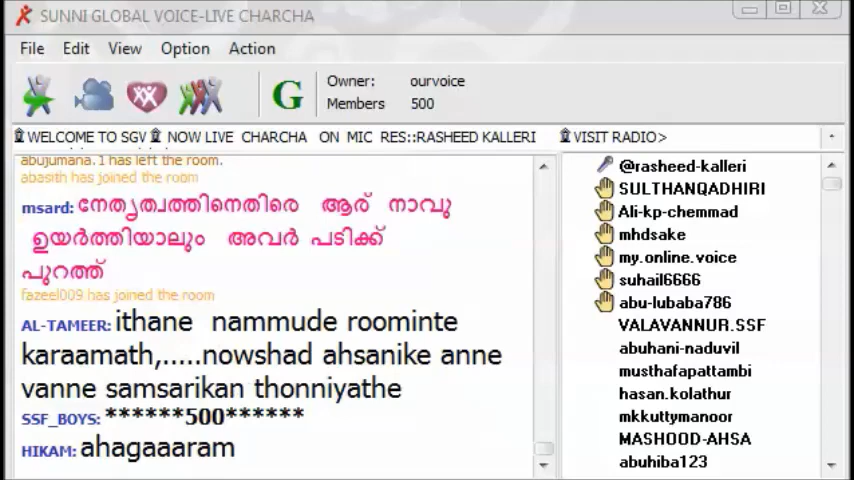 SUNNI GLOBAL VOICE-LIVE CHARCHA
File Edit View Option Action
G
Owner: ourvoice
Members 500
WELCOME TO SGV NOW LIVE CHARCHA ON MIC RES::RASHEED KALLERI
VISIT RADIO>
abujumana.1 has left the room.
abasith has joined the room
msard: നേതൃത്വത്തിനെതിരെ ആര് നാവു
ഉയർത്തിയാലും അവർ പടിക്ക്
പുറത്ത്
fazeel009 has joined the room
AL-TAMEER: ithane nammude roominte
karaamath,.....nowshad ahsanike anne
vanne samsarikan thonniyathe
SSF_BOYS: ******500******
HIKAM: ahagaaaram
@rasheed-kalleri
SULTHANQADHIRI
Ali-kp-chemmad
mhdsake
my.online.voice
suhail6666
abu-lubaba786
VALAVANNUR.SSF
abuhani-naduvil
musthafapattambi
hasan.kolathur
mkkuttymanoor
MASHOOD-AHSA
abuhiba123